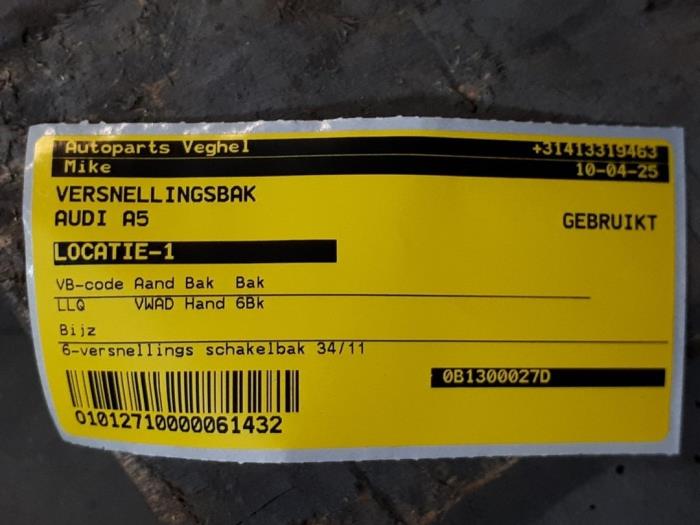 Autoparts Veghel +31413319463
Mike 10-04-25
VERSNELLINGSBAK
AUDI A5 GEBRUIKT
LOCATIE-1
VB-code Aand Bak Bak
LLQ VWAD Hand 6Bk
Bijz
6-versnellings schakelbak 34/11
0B1300027D
01012710000061432